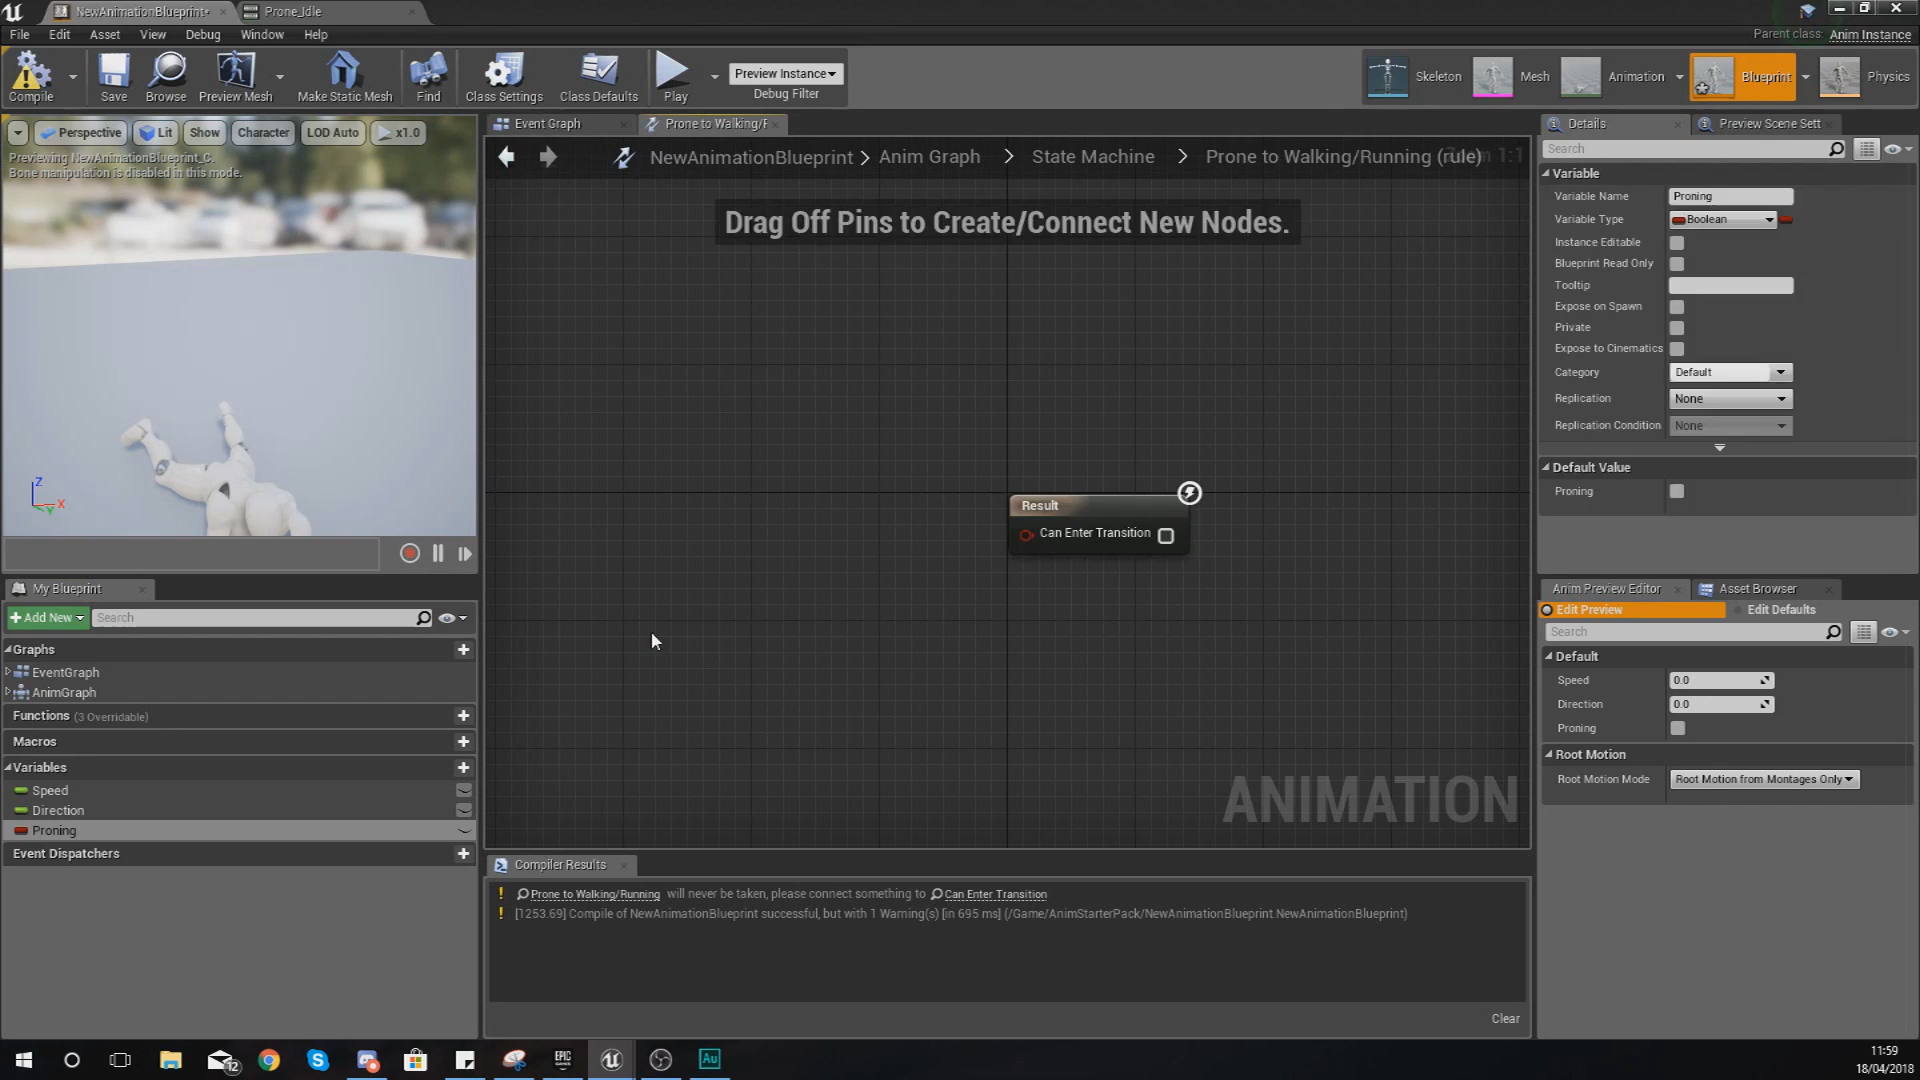 NewAnimationBlueprint*
Prone_Idle
File
Edit
Asset
View
Debug
Window
Help
Parent class:
Anim Instance
Compile
Save
Browse
Preview Mesh
Make Static Mesh
Find
Class Settings
Class Defaults
Play
Preview Instance
Debug Filter
Skeleton
Mesh
Animation
Blueprint
Physics
Perspective
Lit
Show
Character
LOD Auto
x1.0
Previewing NewAnimationBlueprint_C.
Bone manipulation is disabled in this mode.
Z
X
Y
Event Graph
Prone to Walking/F
NewAnimationBlueprint > Anim Graph > State Machine > Prone to Walking/Running (rule)
Drag Off Pins to Create/Connect New Nodes.
Result
Can Enter Transition
ANIMATION
Compiler Results
! Prone to Walking/Running will never be taken, please connect something to Can Enter Transition
! [1253.69] Compile of NewAnimationBlueprint successful, but with 1 Warning(s) [in 695 ms] (/Game/AnimStarterPack/NewAnimationBlueprint.NewAnimationBlueprint)
Clear
My Blueprint
+ Add New
Search
Graphs
EventGraph
AnimGraph
Functions (3 Overridable)
Macros
Variables
Speed
Direction
Proning
Event Dispatchers
Details
Preview Scene Sett
Search
Variable
Variable Name Proning
Variable Type Boolean
Instance Editable
Blueprint Read Only
Tooltip
Expose on Spawn
Private
Expose to Cinematics
Category Default
Replication None
Replication Condition None
Default Value
Proning
Anim Preview Editor
Asset Browser
Edit Preview
Edit Defaults
Search
Default
Speed 0.0
Direction 0.0
Proning
Root Motion
Root Motion Mode Root Motion from Montages Only
12
EPIC
GAMES
Au
11:59
18/04/2018